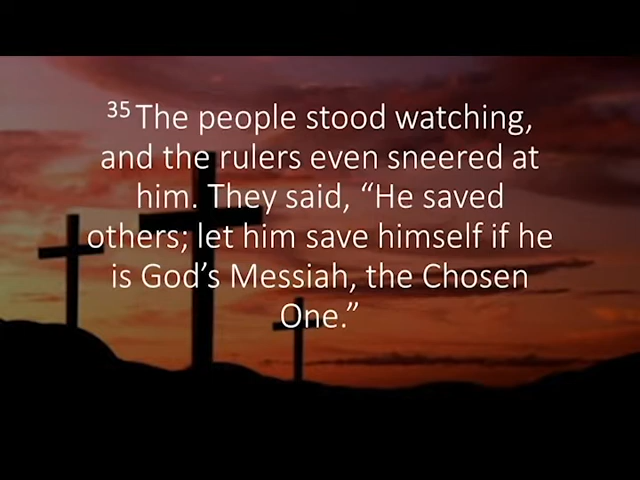 35 The people stood watching,
and the rulers even sneered at
him. They said, “He saved
others; let him save himself if he
is God’s Messiah, the Chosen
One.”